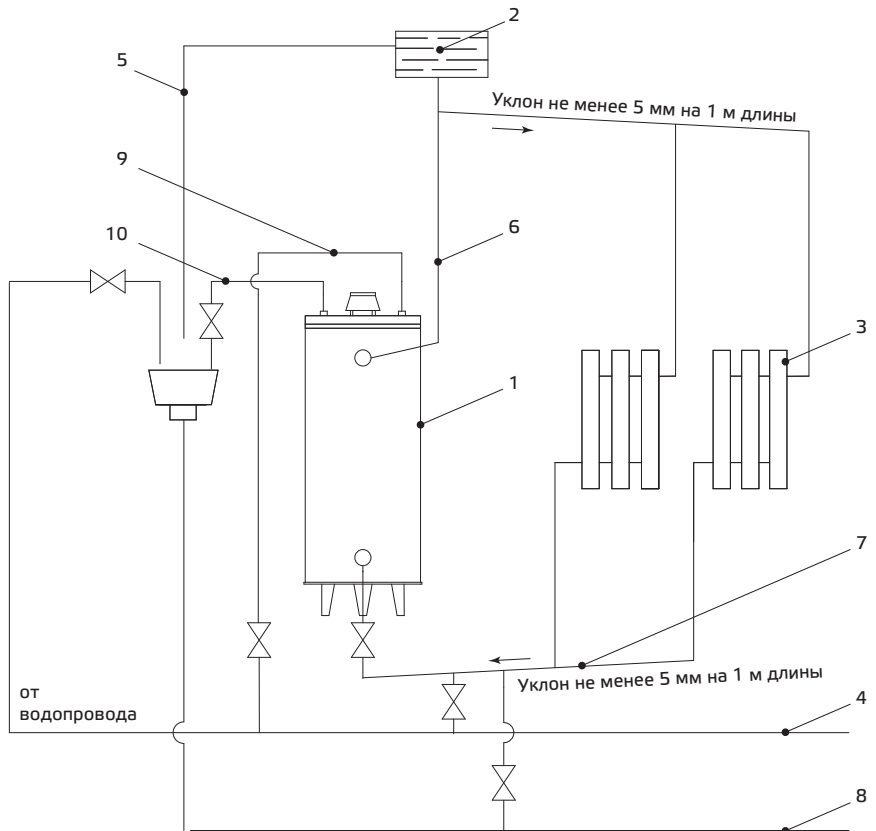 2
5
Уклон не менее 5 мм на 1 м длины
9
6
10
3
1
7
Уклон не менее 5 мм на 1 м длины
от
водопровода
4
8